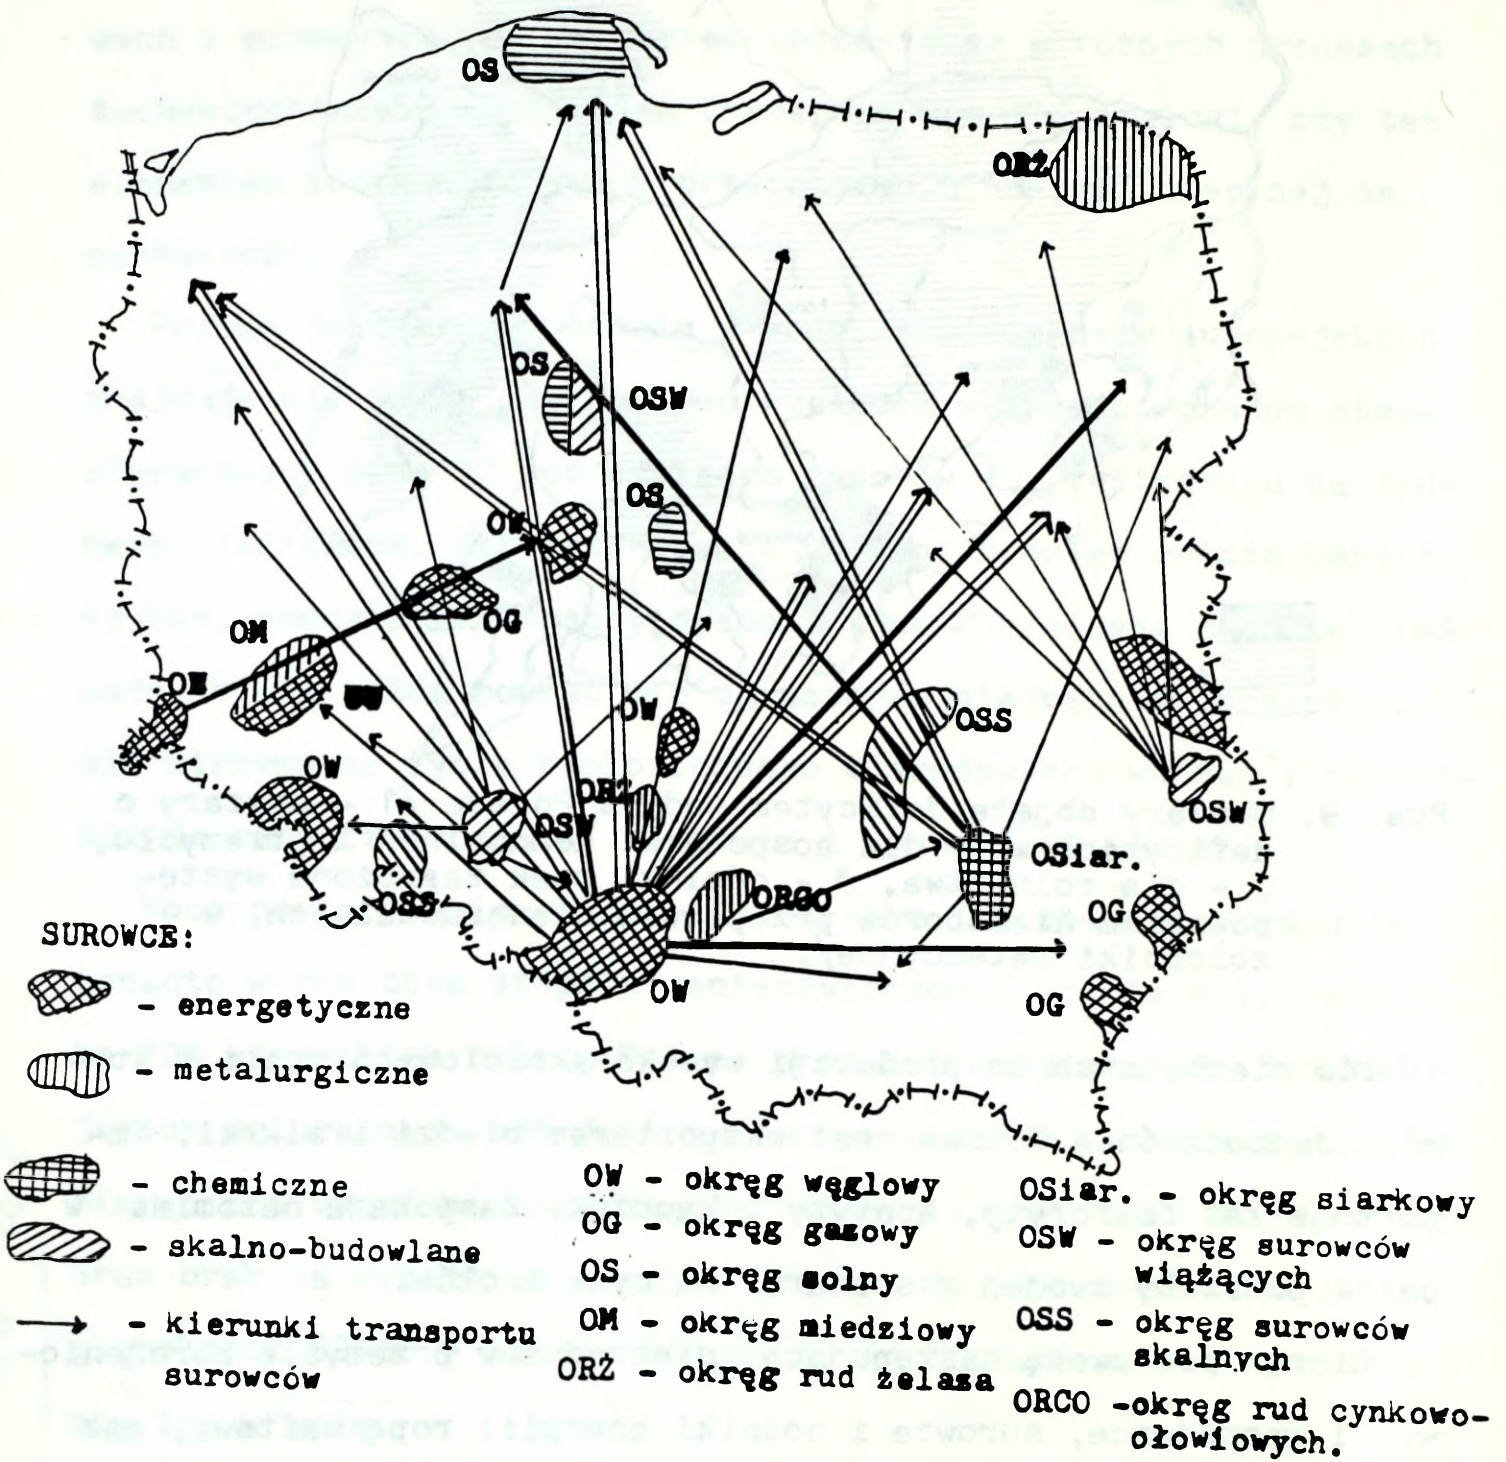 OS
ORŻ
OS
OSW
OS
OW
OG
OM
OW
OSS
OW
ORŻ
OSW
OW
OSW
OSiar.
ORCO
OG
OSS
OW
OG
SUROWCE:
- energetyczne
- metalurgiczne
- chemiczne
- skalno-budowlane
- kierunki transportu
surowców
OW - okręg węglowy
OG - okręg gazowy
OS - okręg solny
OM - okręg miedziowy
ORŻ - okręg rud żelaza
OSiar. - okręg siarkowy
OSW - okręg surowców
wiążących
OSS - okręg surowców
skalnych
ORCO -okręg rud cynkowo-
ołowiowych.